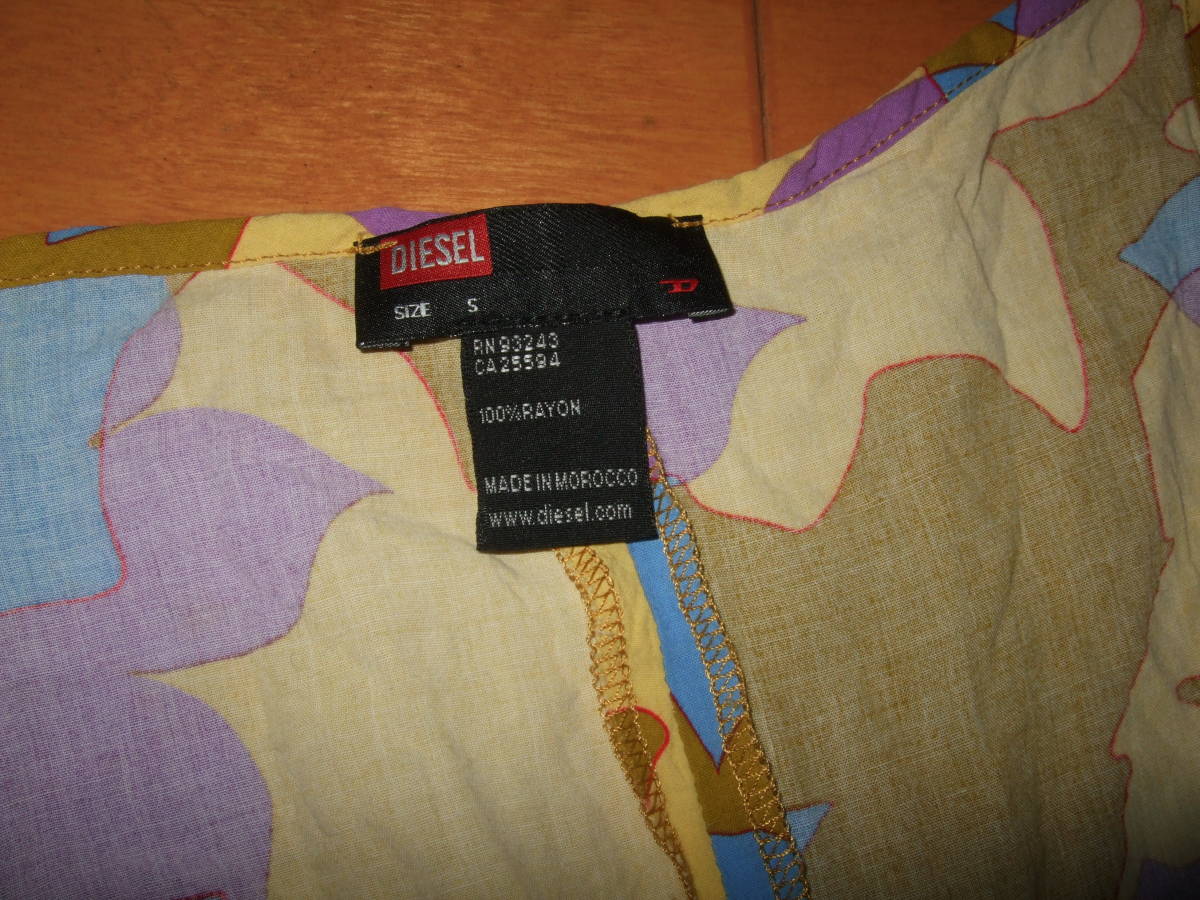 DIESEL
SIZE S
D
RN 93243
CA 25594
100% RAYON
MADE IN MOROCCO
www.diesel.com